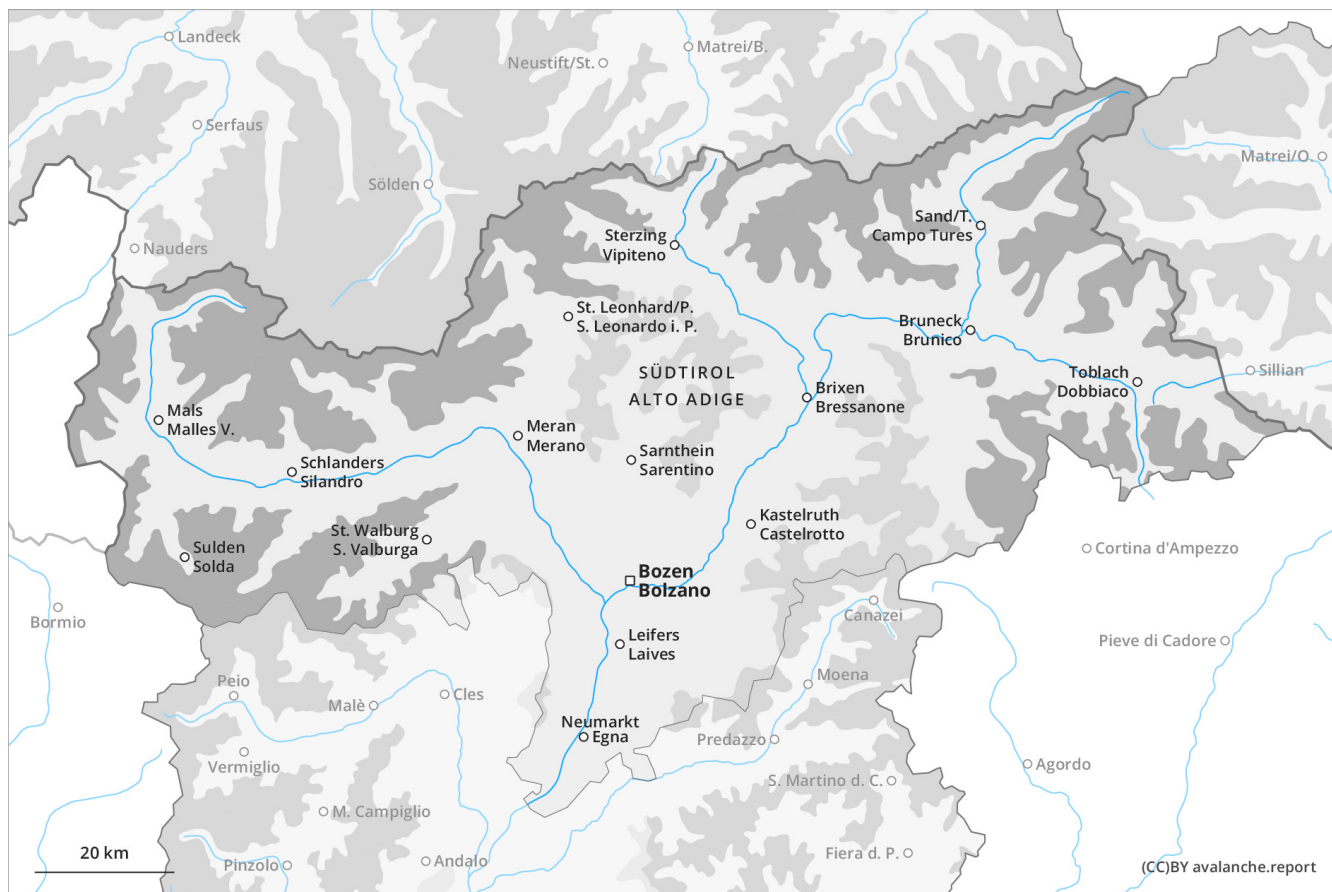 Landeck
Matrei/B.
Neustift/St.
Serfaus
Matrei/O.
Sölden
Sand/T.
Campo Tures
Nauders
Sterzing
Vipiteno
St. Leonhard/P.
S. Leonardo i. P.
Bruneck
Brunico
SÜDTIROL
ALTO ADIGE
Toblach
Dobbiaco
Sillian
Brixen
Bressanone
Mals
Malles V.
Meran
Merano
Sarnthein
Sarentino
Schlanders
Silandro
Kastelruth
Castelrotto
St. Walburg
S. Valburga
Sulden
Solda
Cortina d'Ampezzo
Bozen
Bolzano
Bormio
Canazei
Leifers
Laives
Pieve di Cadore
Peio
Moena
Malè
Cles
Neumarkt
Egna
Predazzo
Vermiglio
Agordo
S. Martino d. C.
M. Campiglio
20 km
Pinzolo
Andalo
Fiera d. P.
(CC)BY avalanche.report